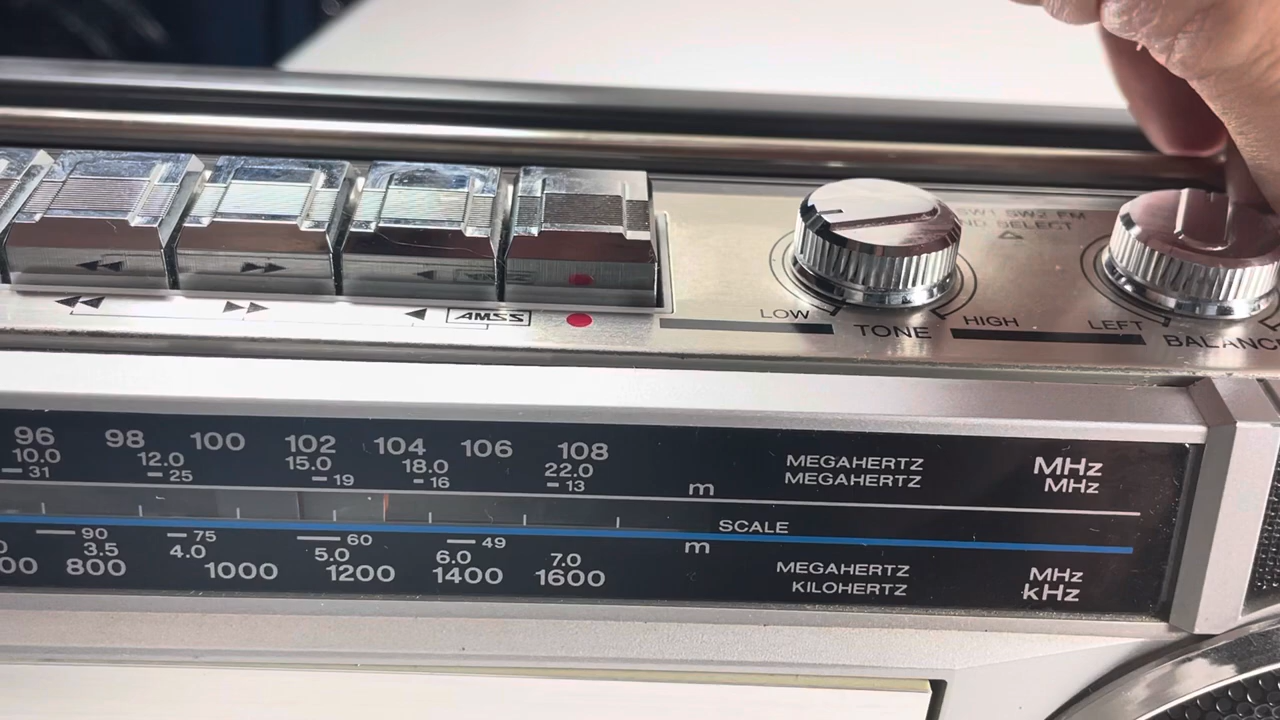 SW1 SW2 FM
BAND SELECT
LOW TONE HIGH LEFT
AMSS
96 98 100 102 104 106 108
10.0 12.0 15.0 18.0 22.0
31 25 19 16 13
MEGAHERTZ MHz
MEGAHERTZ MHz
m
SCALE
m
90 75 60 49
3.5 4.0 5.0 6.0 7.0
800 1000 1200 1400 1600
MEGAHERTZ MHz
KILOHERTZ kHz